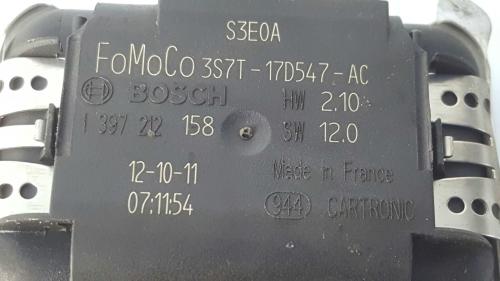 S3E0A
FoMoCo 3S7T-17D547-AC
BOSCH HW 2.10
1 397 212 158 SW 12.0
12-10-11 Made in France
07:11:54 944 CARTRONIC